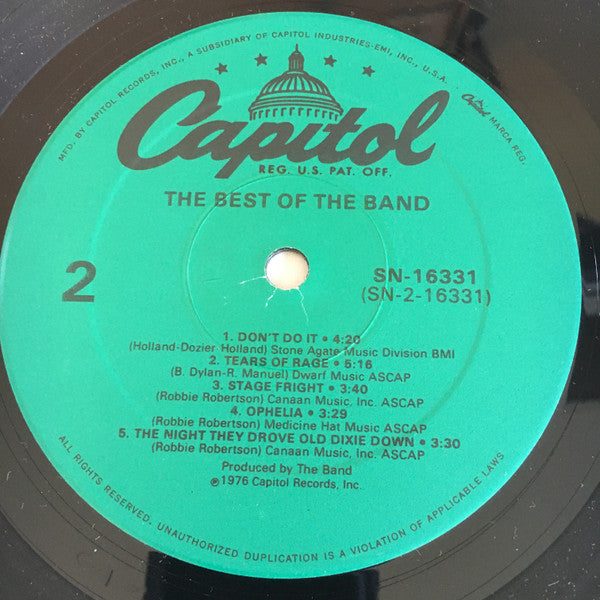 MFD. BY CAPITOL RECORDS, INC., A SUBSIDIARY OF CAPITOL INDUSTRIES-EMI, INC., U.S.A. • Capitol MARCA REG.
Capitol
REG. U.S. PAT. OFF.
THE BEST OF THE BAND
2
SN-16331
(SN-2-16331)
1. DON'T DO IT • 4:20
(Holland-Dozier-Holland) Stone Agate Music Division BMI
2. TEARS OF RAGE • 5:16
(B. Dylan-R. Manuel) Dwarf Music ASCAP
3. STAGE FRIGHT • 3:40
(Robbie Robertson) Canaan Music, Inc. ASCAP
4. OPHELIA • 3:29
(Robbie Robertson) Medicine Hat Music ASCAP
5. THE NIGHT THEY DROVE OLD DIXIE DOWN • 3:30
(Robbie Robertson) Canaan Music, Inc. ASCAP
Produced by The Band
℗1976 Capitol Records, Inc.
ALL RIGHTS RESERVED. UNAUTHORIZED DUPLICATION IS A VIOLATION OF APPLICABLE LAWS